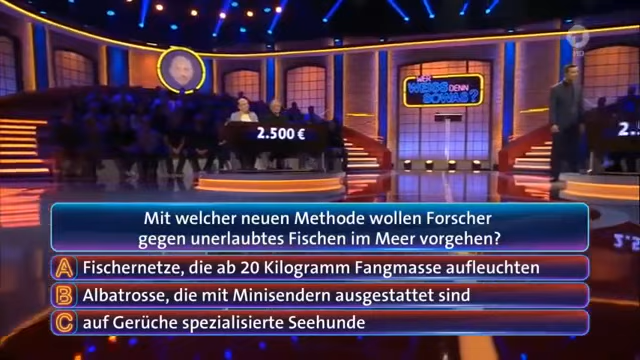 WER
WEISS DENN
SOWAS?
2.500 €
Mit welcher neuen Methode wollen Forscher
gegen unerlaubtes Fischen im Meer vorgehen?
A Fischernetze, die ab 20 Kilogramm Fangmasse aufleuchten
B Albatrosse, die mit Minisendern ausgestattet sind
C auf Gerüche spezialisierte Seehunde